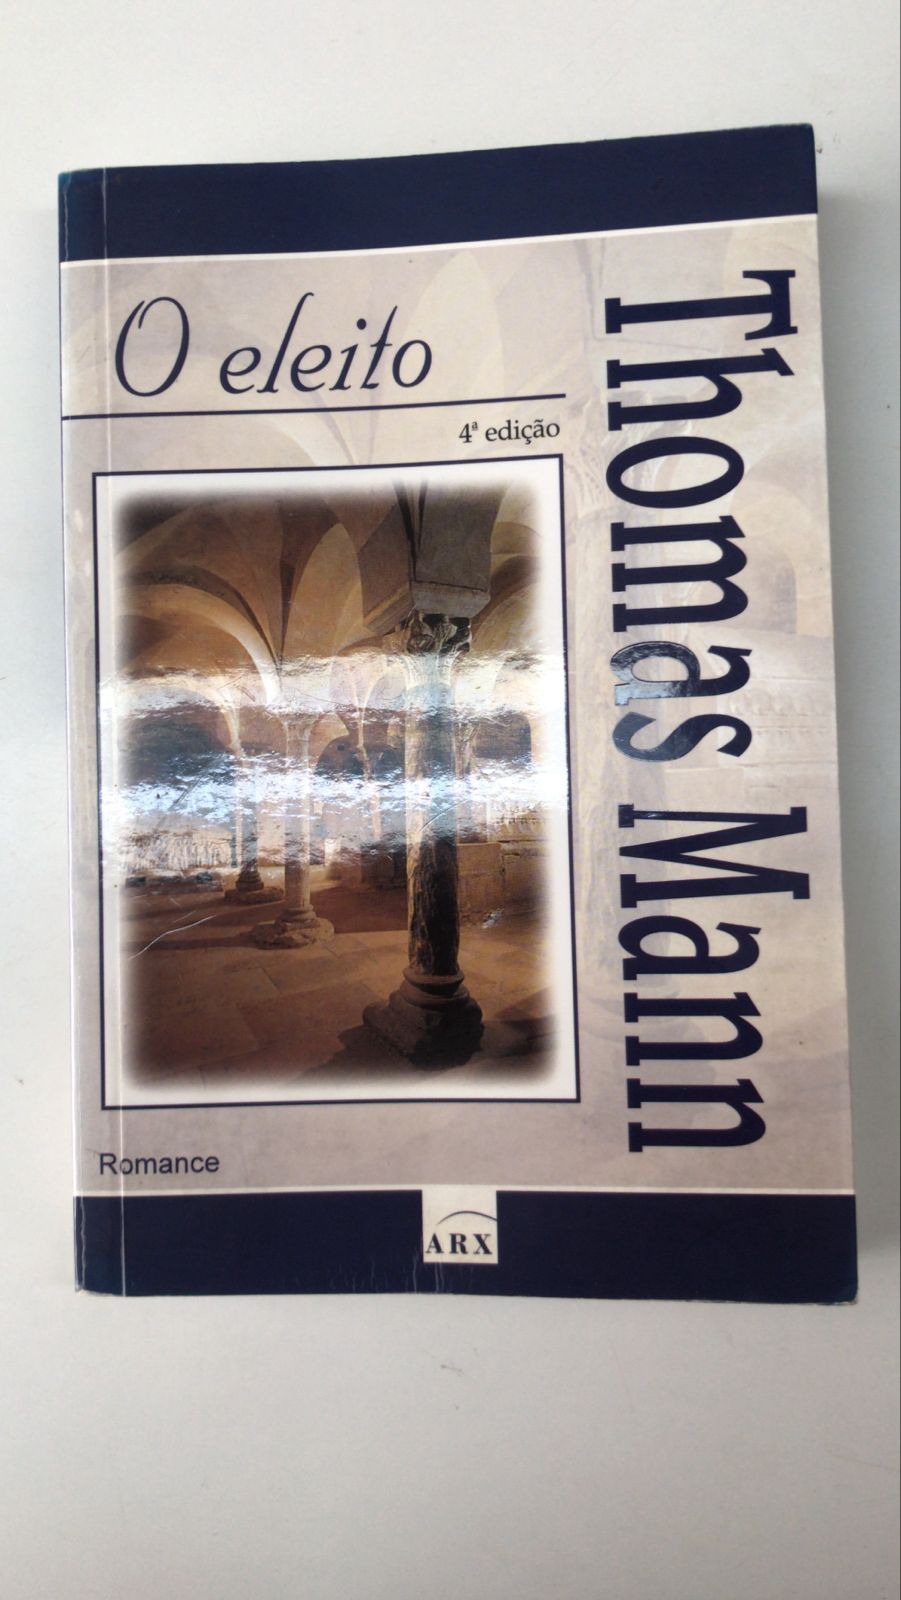 O eleito
4ª edição
Thomas Mann
Romance
ARX